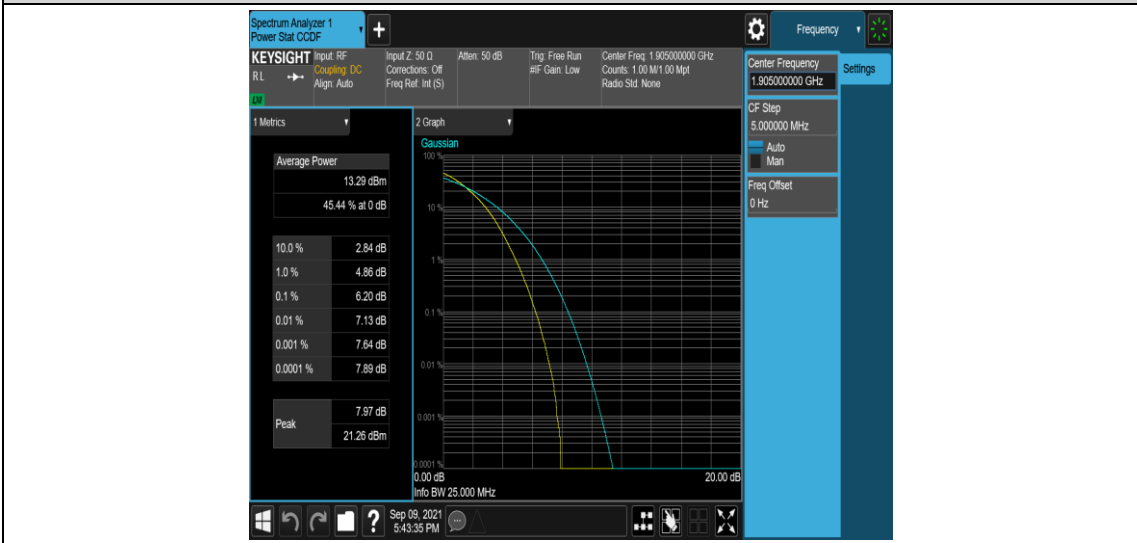 Spectrum Analyzer 1
Power Stat CCDF
+
Frequency
KEYSIGHT
RL
LXI
Input: RF
Coupling: DC
Align: Auto
Input Z: 50 Ω
Corrections: Off
Freq Ref: Int (S)
Atten: 50 dB
Trig: Free Run
#IF Gain: Low
Center Freq: 1.905000000 GHz
Counts: 1.00 M/1.00 Mpt
Radio Std: None
Center Frequency
1.905000000 GHz
Settings
CF Step
5.000000 MHz
Auto
Man
Freq Offset
0 Hz
1 Metrics
Average Power
13.29 dBm
45.44 % at 0 dB
10.0 % 2.84 dB
1.0 % 4.86 dB
0.1 % 6.20 dB
0.01 % 7.13 dB
0.001 % 7.64 dB
0.0001 % 7.89 dB
Peak
7.97 dB
21.26 dBm
2 Graph
Gaussian
100 %
10 %
1 %
0.1 %
0.01 %
0.001 %
0.0001 %
0.00 dB 20.00 dB
Info BW 25.000 MHz
?
Sep 09, 2021
5:43:35 PM